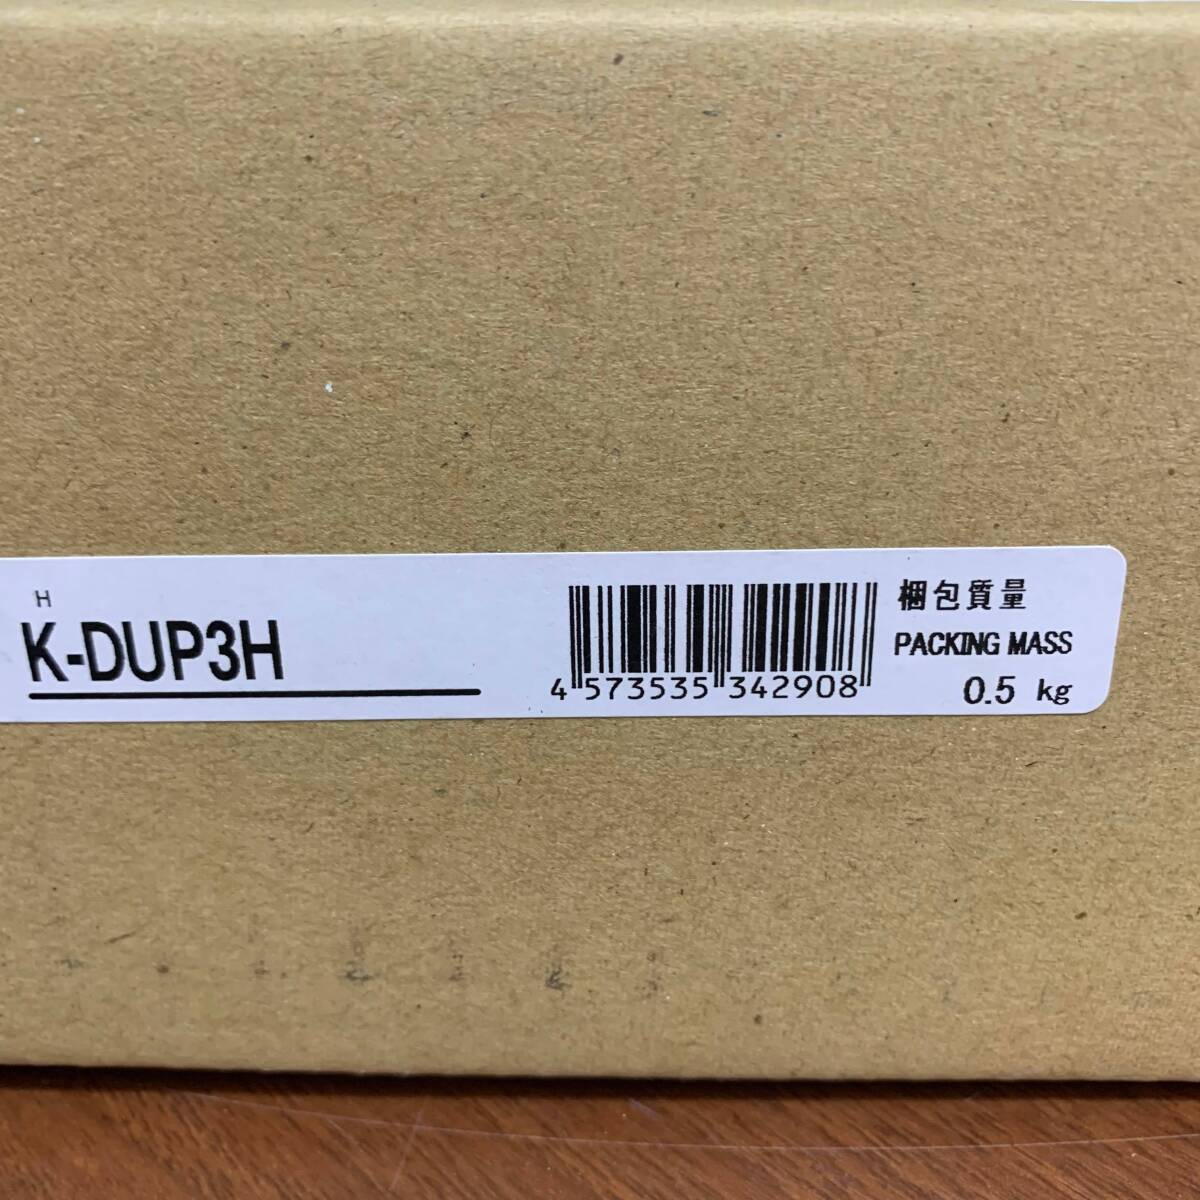 H
K-DUP3H
4 573535 342908
梱包質量
PACKING MASS
0.5 kg